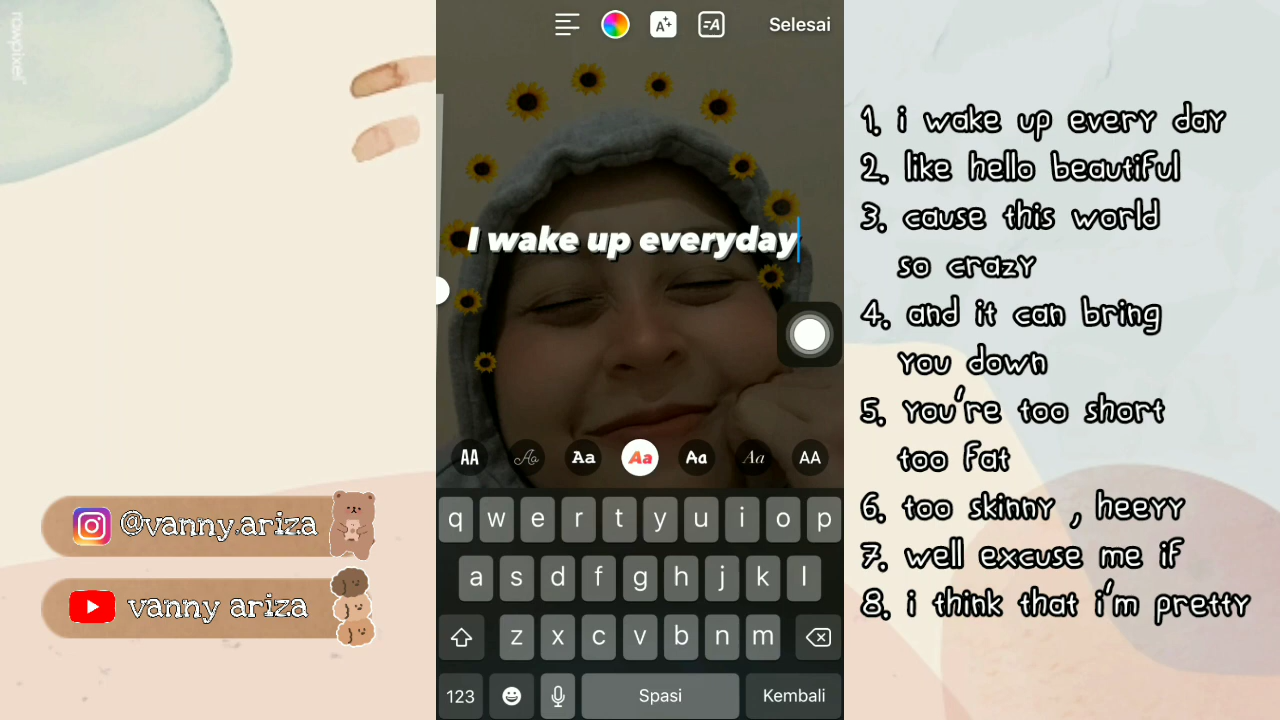 rawpixel
Selesai
I wake up everyday
AA Aa Aa Aa Aa Aa AA
q w e r t y u i o p
a s d f g h j k l
z x c v b n m
123 Spasi Kembali
@vanny.ariza
vanny ariza
1. i wake up every day
2. like hello beautiful
3. cause this world
so crazy
4. and it can bring
you down
5. you're too short
too fat
6. too skinny , heeyy
7. well excuse me if
8. i think that i'm pretty